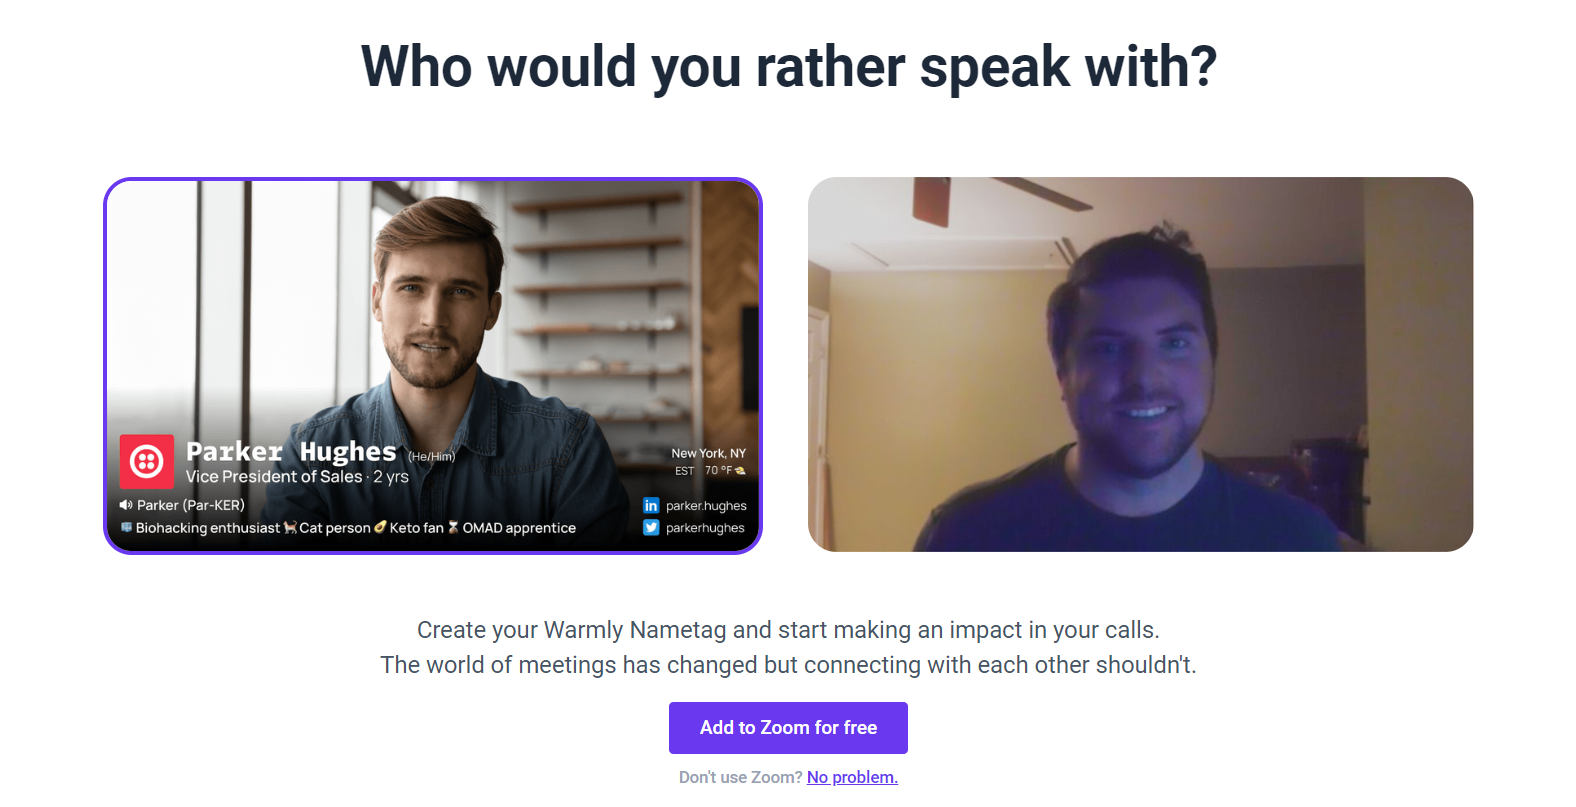 Who would you rather speak with?
Parker Hughes (He/Him)
Vice President of Sales · 2 yrs
Parker (Par-KER)
Biohacking enthusiast Cat person Keto fan OMAD apprentice
New York, NY
EST 70 °F
in parker.hughes
parkerhughes
Create your Warmly Nametag and start making an impact in your calls.
The world of meetings has changed but connecting with each other shouldn't.
Add to Zoom for free
Don't use Zoom? No problem.